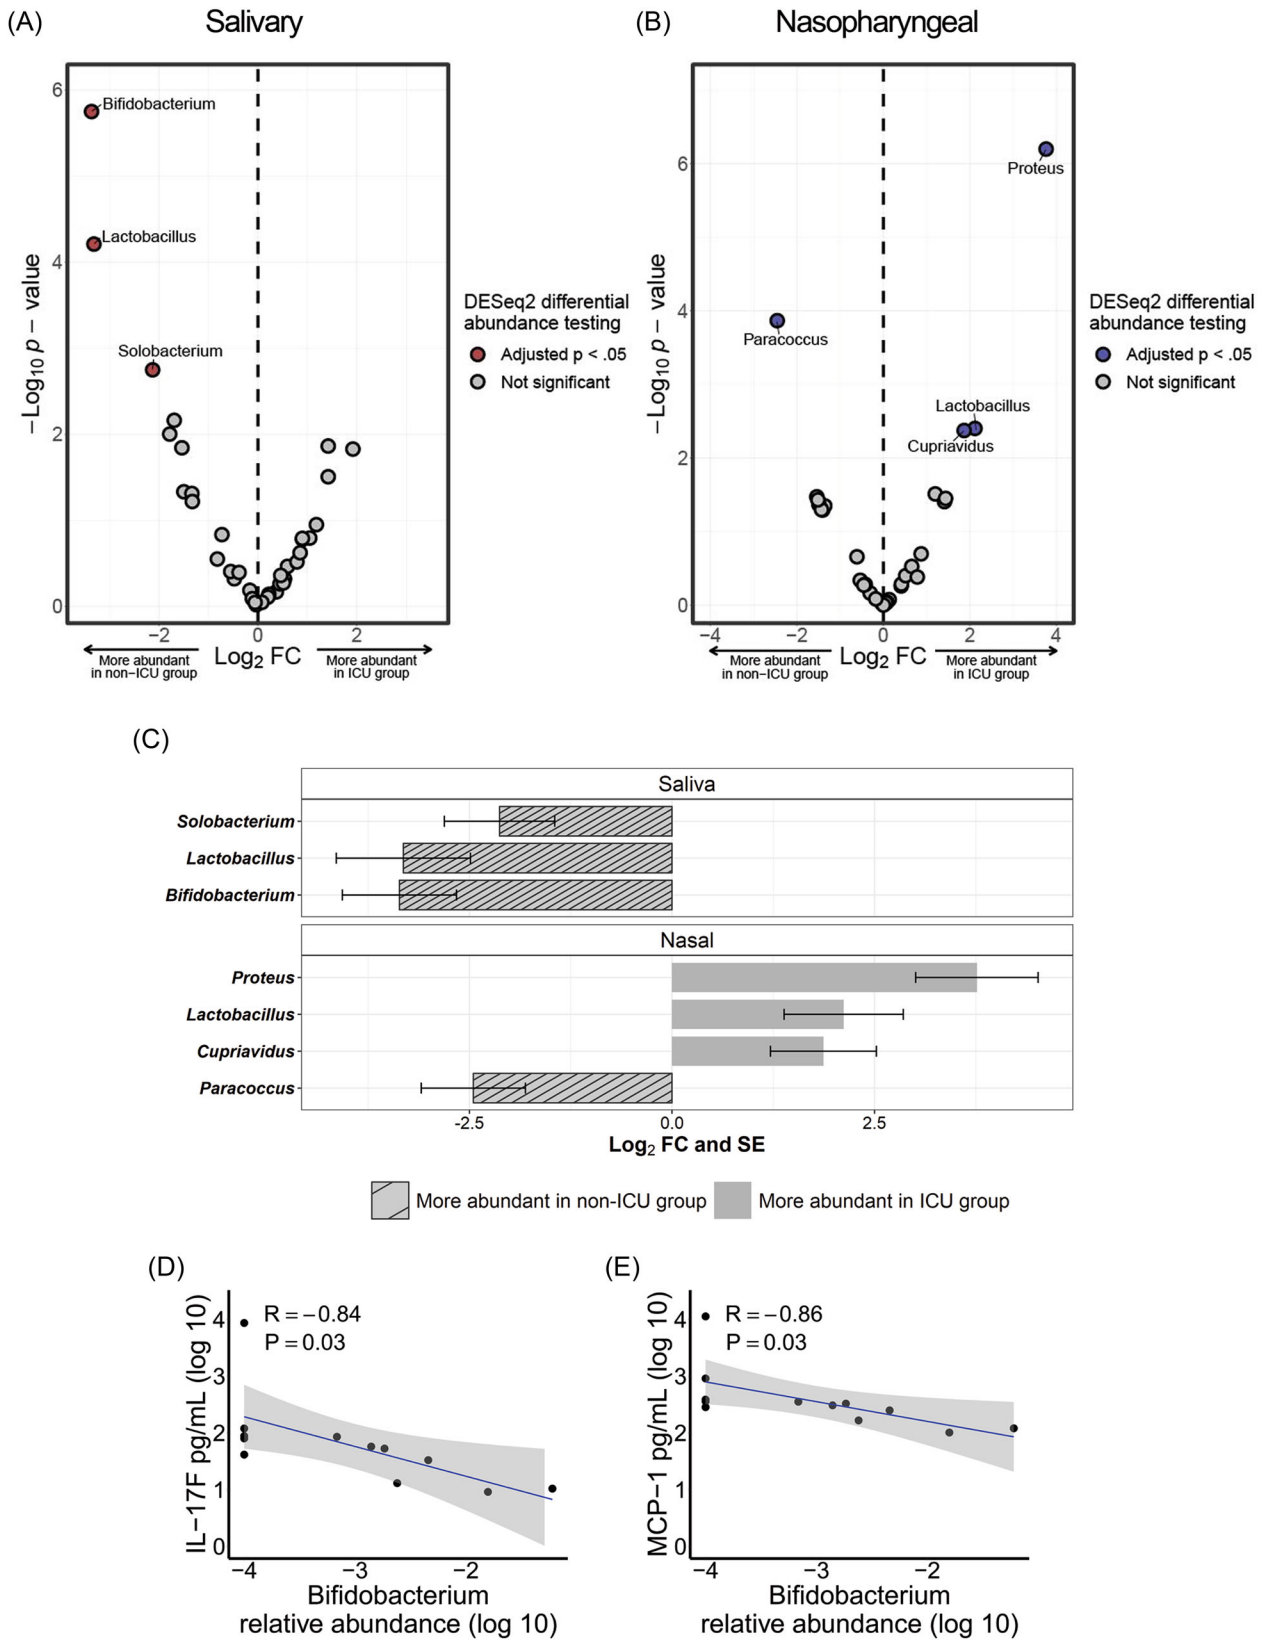 (A)
Salivary
6
4
2
0
−Log10 p − value
Bifidobacterium
Lactobacillus
Solobacterium
−2
0
2
Log2 FC
More abundant
in non−ICU group
More abundant
in ICU group
DESeq2 differential
abundance testing
Adjusted p < .05
Not significant
(B)
Nasopharyngeal
6
4
2
0
−Log10 p − value
Proteus
Paracoccus
Lactobacillus
Cupriavidus
−4
−2
0
2
4
Log2 FC
More abundant
in non−ICU group
More abundant
in ICU group
DESeq2 differential
abundance testing
Adjusted p < .05
Not significant
(C)
Saliva
Solobacterium
Lactobacillus
Bifidobacterium
Nasal
Proteus
Lactobacillus
Cupriavidus
Paracoccus
-2.5
0.0
2.5
Log2 FC and SE
More abundant in non-ICU group
More abundant in ICU group
(D)
IL−17F pg/mL (log 10)
4
3
2
1
0
R = −0.84
P = 0.03
−4
−3
−2
Bifidobacterium
relative abundance (log 10)
(E)
MCP−1 pg/mL (log 10)
4
3
2
1
0
R = −0.86
P = 0.03
−4
−3
−2
Bifidobacterium
relative abundance (log 10)